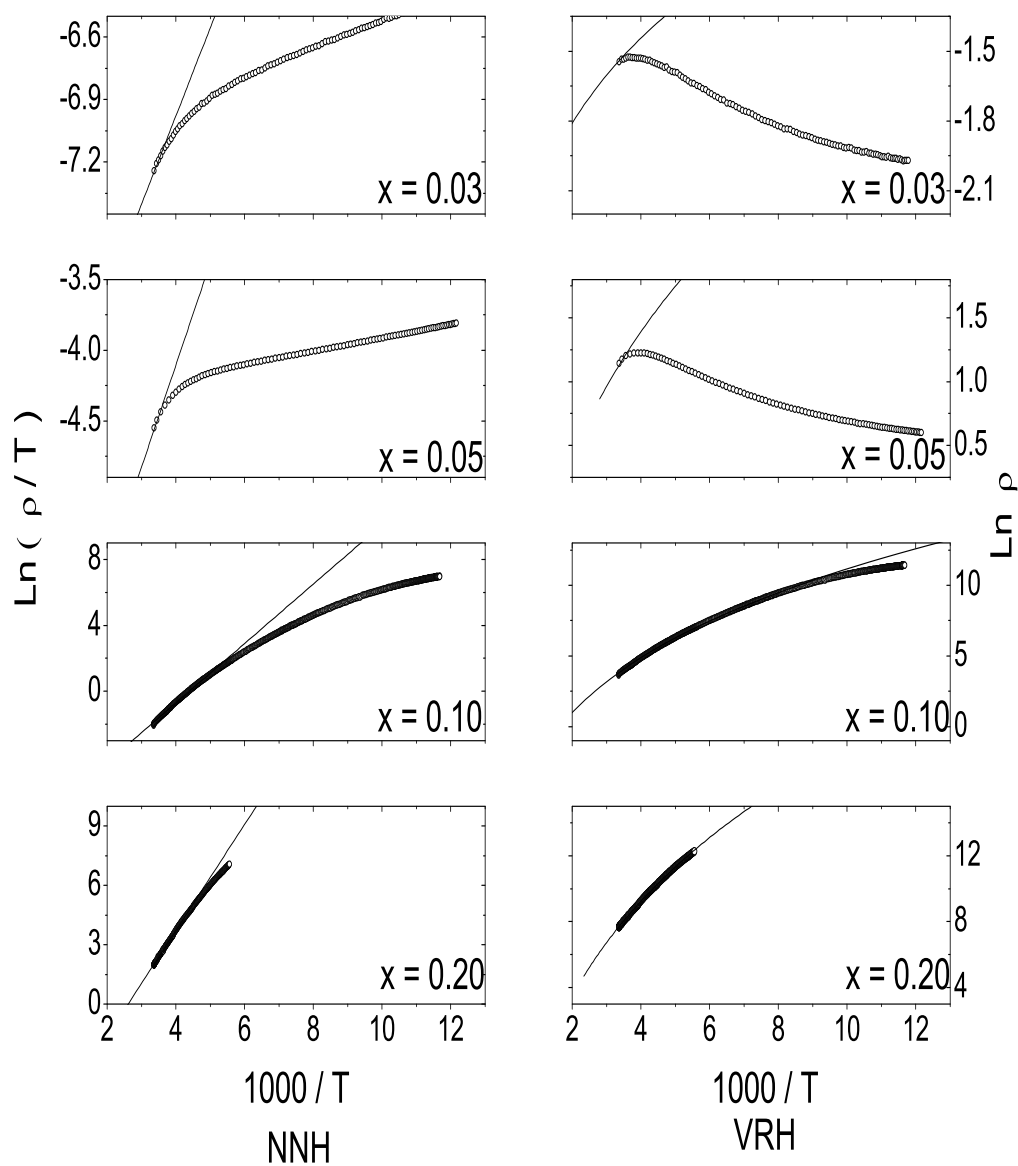 -6.6
-6.9
-7.2
x = 0.03
-1.5
-1.8
-2.1
x = 0.03
-3.5
-4.0
-4.5
x = 0.05
1.5
1.0
0.5
x = 0.05
Ln ( ρ / T )
Ln ρ
8
4
0
x = 0.10
10
5
0
x = 0.10
9
6
3
0
x = 0.20
12
8
4
x = 0.20
2 4 6 8 10 12
2 4 6 8 10 12
1000 / T
1000 / T
NNH
VRH